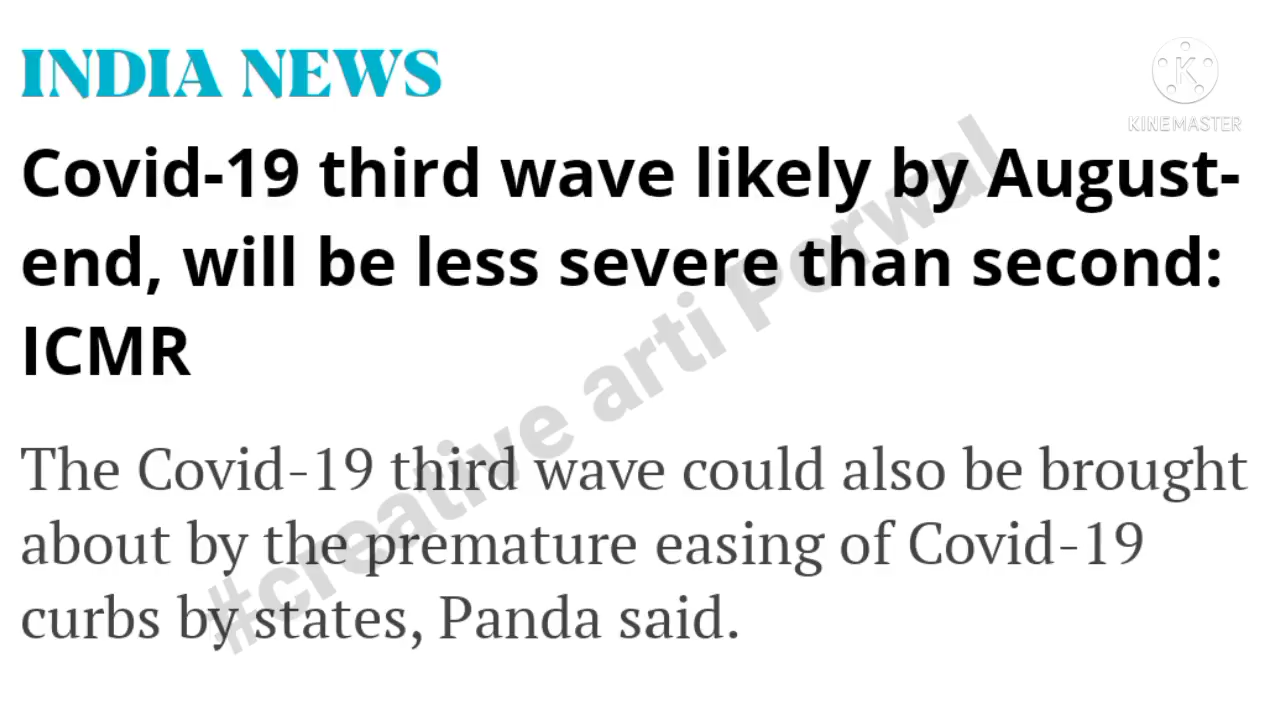 INDIA NEWS
KINEMASTER
Covid-19 third wave likely by August-
end, will be less severe than second:
ICMR
The Covid-19 third wave could also be brought
about by the premature easing of Covid-19
curbs by states, Panda said.
#creative arti Porwal